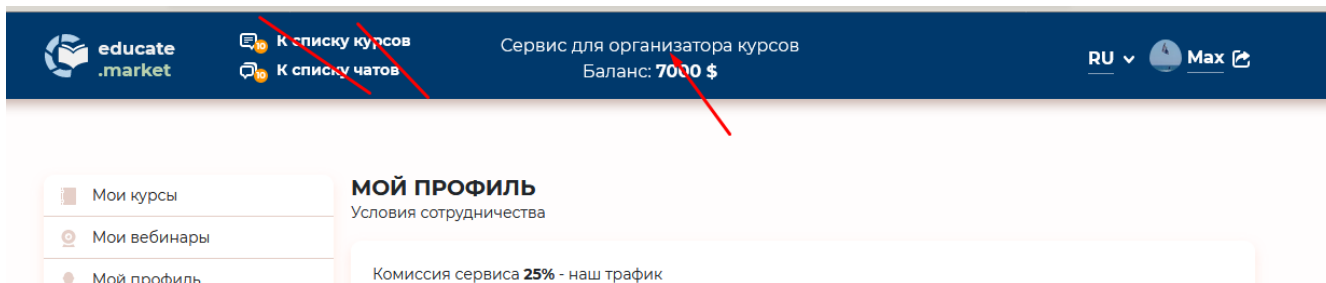 educate
.market
10 К списку курсов
10 К списку чатов
Сервис для организатора курсов
Баланс: 7000 $
RU
Max
Мои курсы
Мои вебинары
Мой профиль
МОЙ ПРОФИЛЬ
Условия сотрудничества
Комиссия сервиса 25% - наш трафик